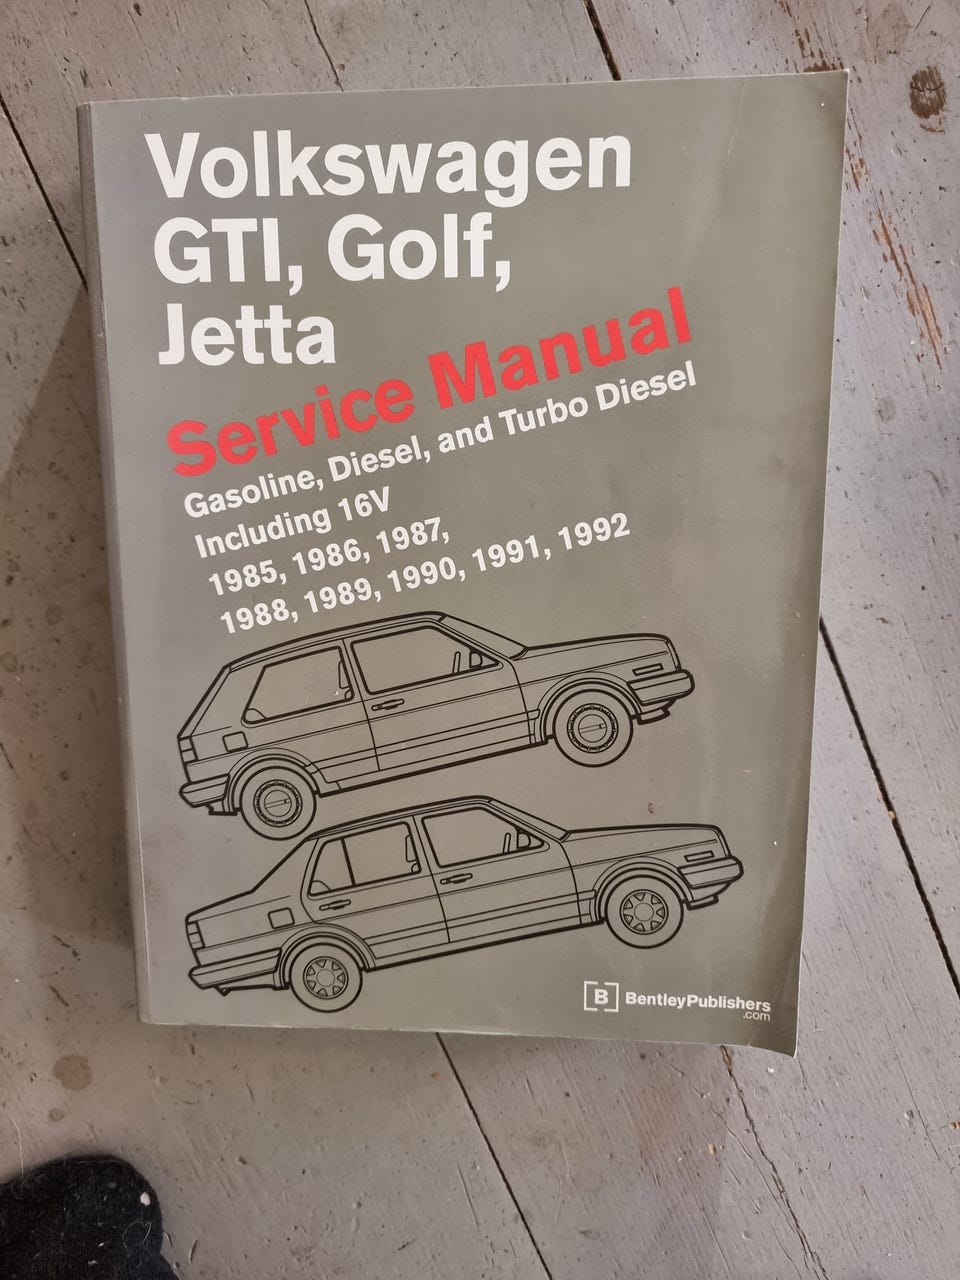 Volkswagen
GTI, Golf,
Jetta
Service Manual
Gasoline, Diesel, and Turbo Diesel
Including 16V
1985, 1986, 1987,
1988, 1989, 1990, 1991, 1992
[B] BentleyPublishers
.com